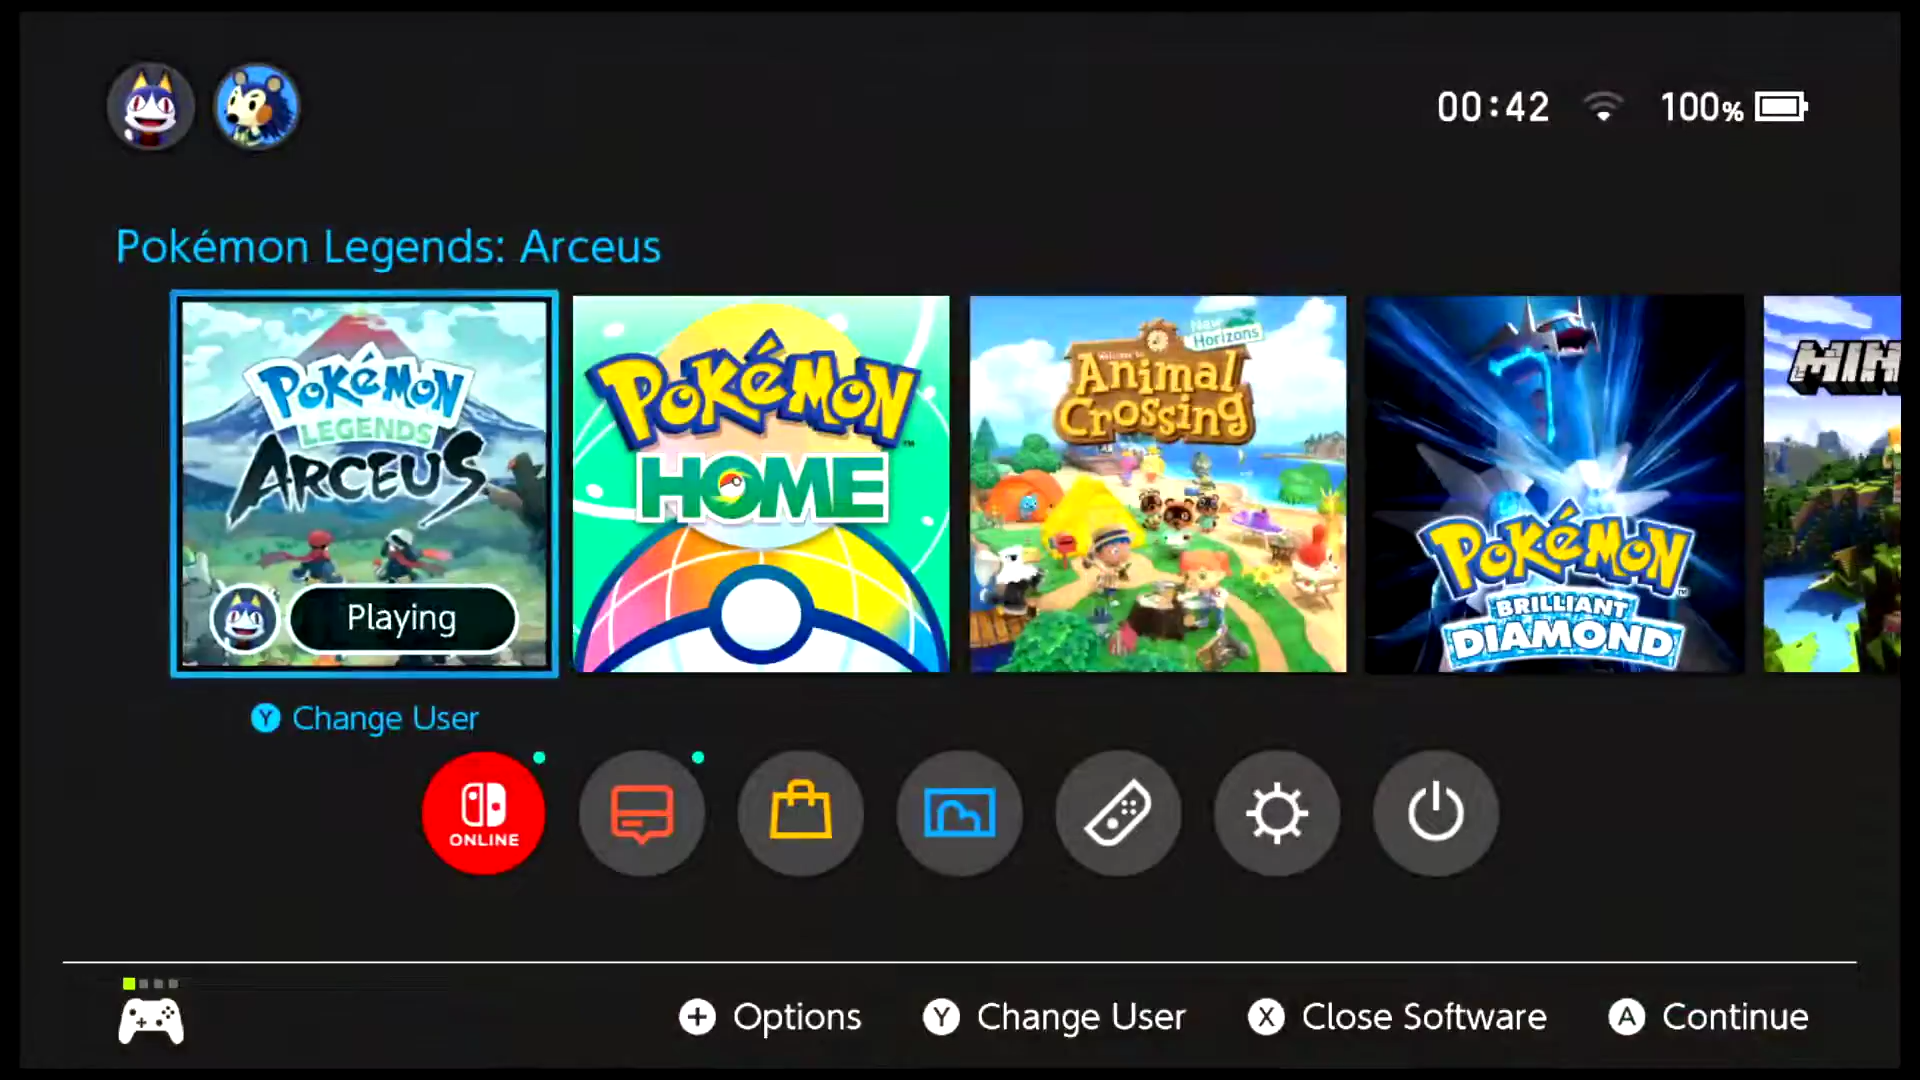 00:42 100%
Pokémon Legends: Arceus
POKéMON
LEGENDS
ARCEUS
Playing
POKéMON
HOME
New
Horizons
Welcome to
Animal
Crossing
POKéMON
BRILLIANT
DIAMOND
MIN
Y Change User
ONLINE
+ Options Y Change User X Close Software A Continue